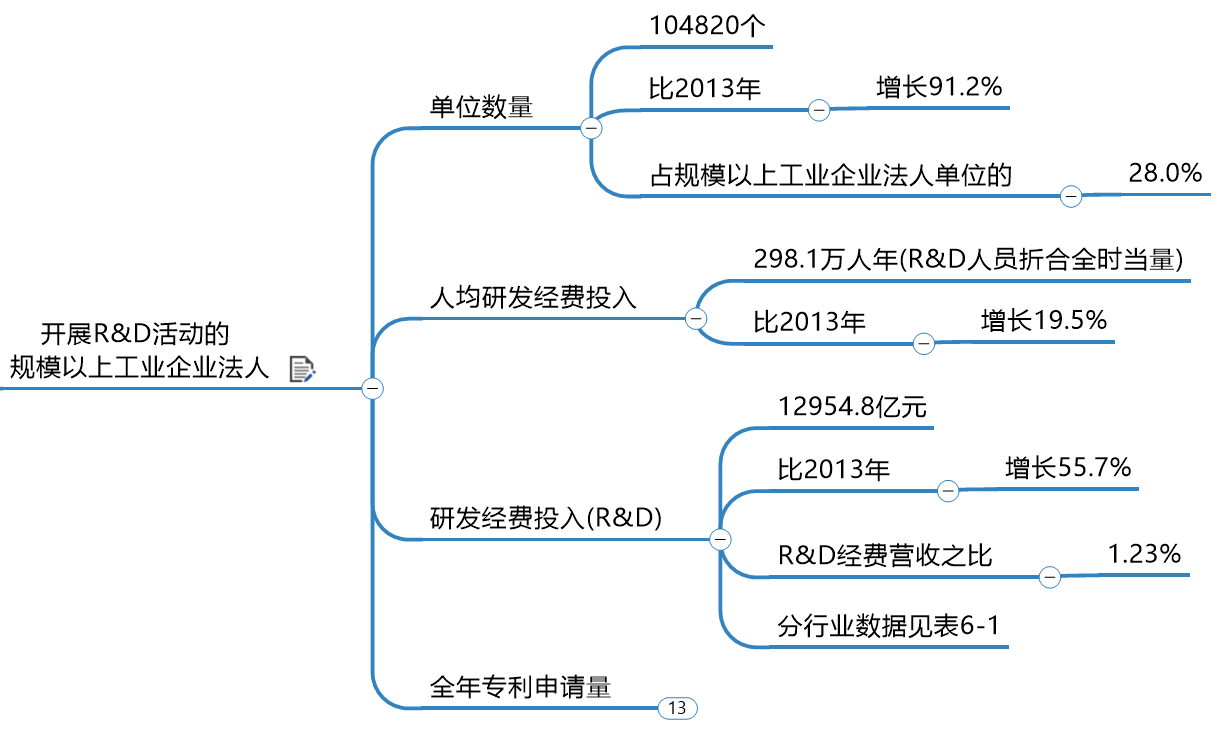 开展R&D活动的
规模以上工业企业法人
单位数量
104820个
比2013年
增长91.2%
占规模以上工业企业法人单位的
28.0%
人均研发经费投入
298.1万人年(R&D人员折合全时当量)
比2013年
增长19.5%
研发经费投入(R&D)
12954.8亿元
比2013年
增长55.7%
R&D经费营收之比
1.23%
分行业数据见表6-1
全年专利申请量
13